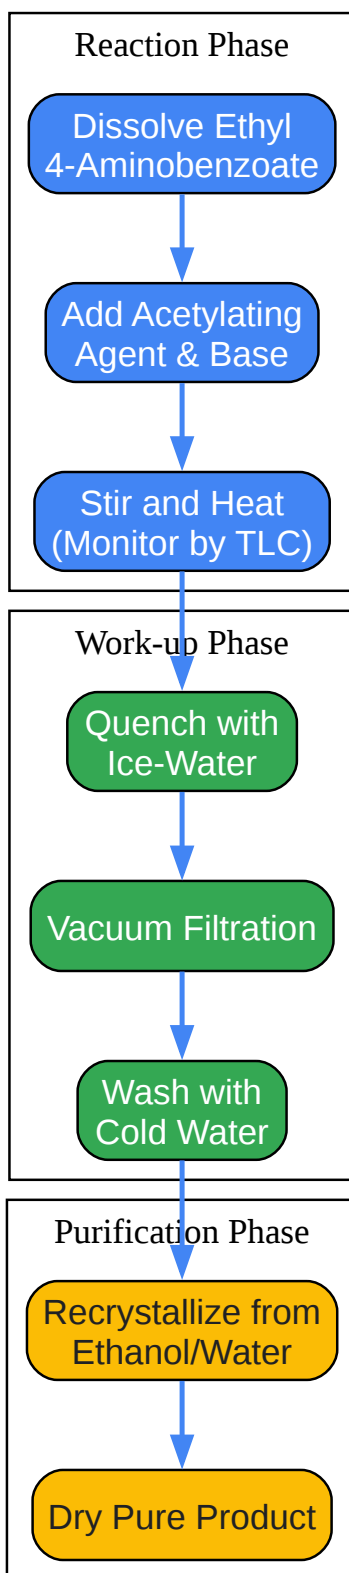 Reaction Phase
Dissolve Ethyl
4-Aminobenzoate
Add Acetylating
Agent & Base
Stir and Heat
(Monitor by TLC)
Work-up Phase
Quench with
Ice-Water
Vacuum Filtration
Wash with
Cold Water
Purification Phase
Recrystallize from
Ethanol/Water
Dry Pure Product